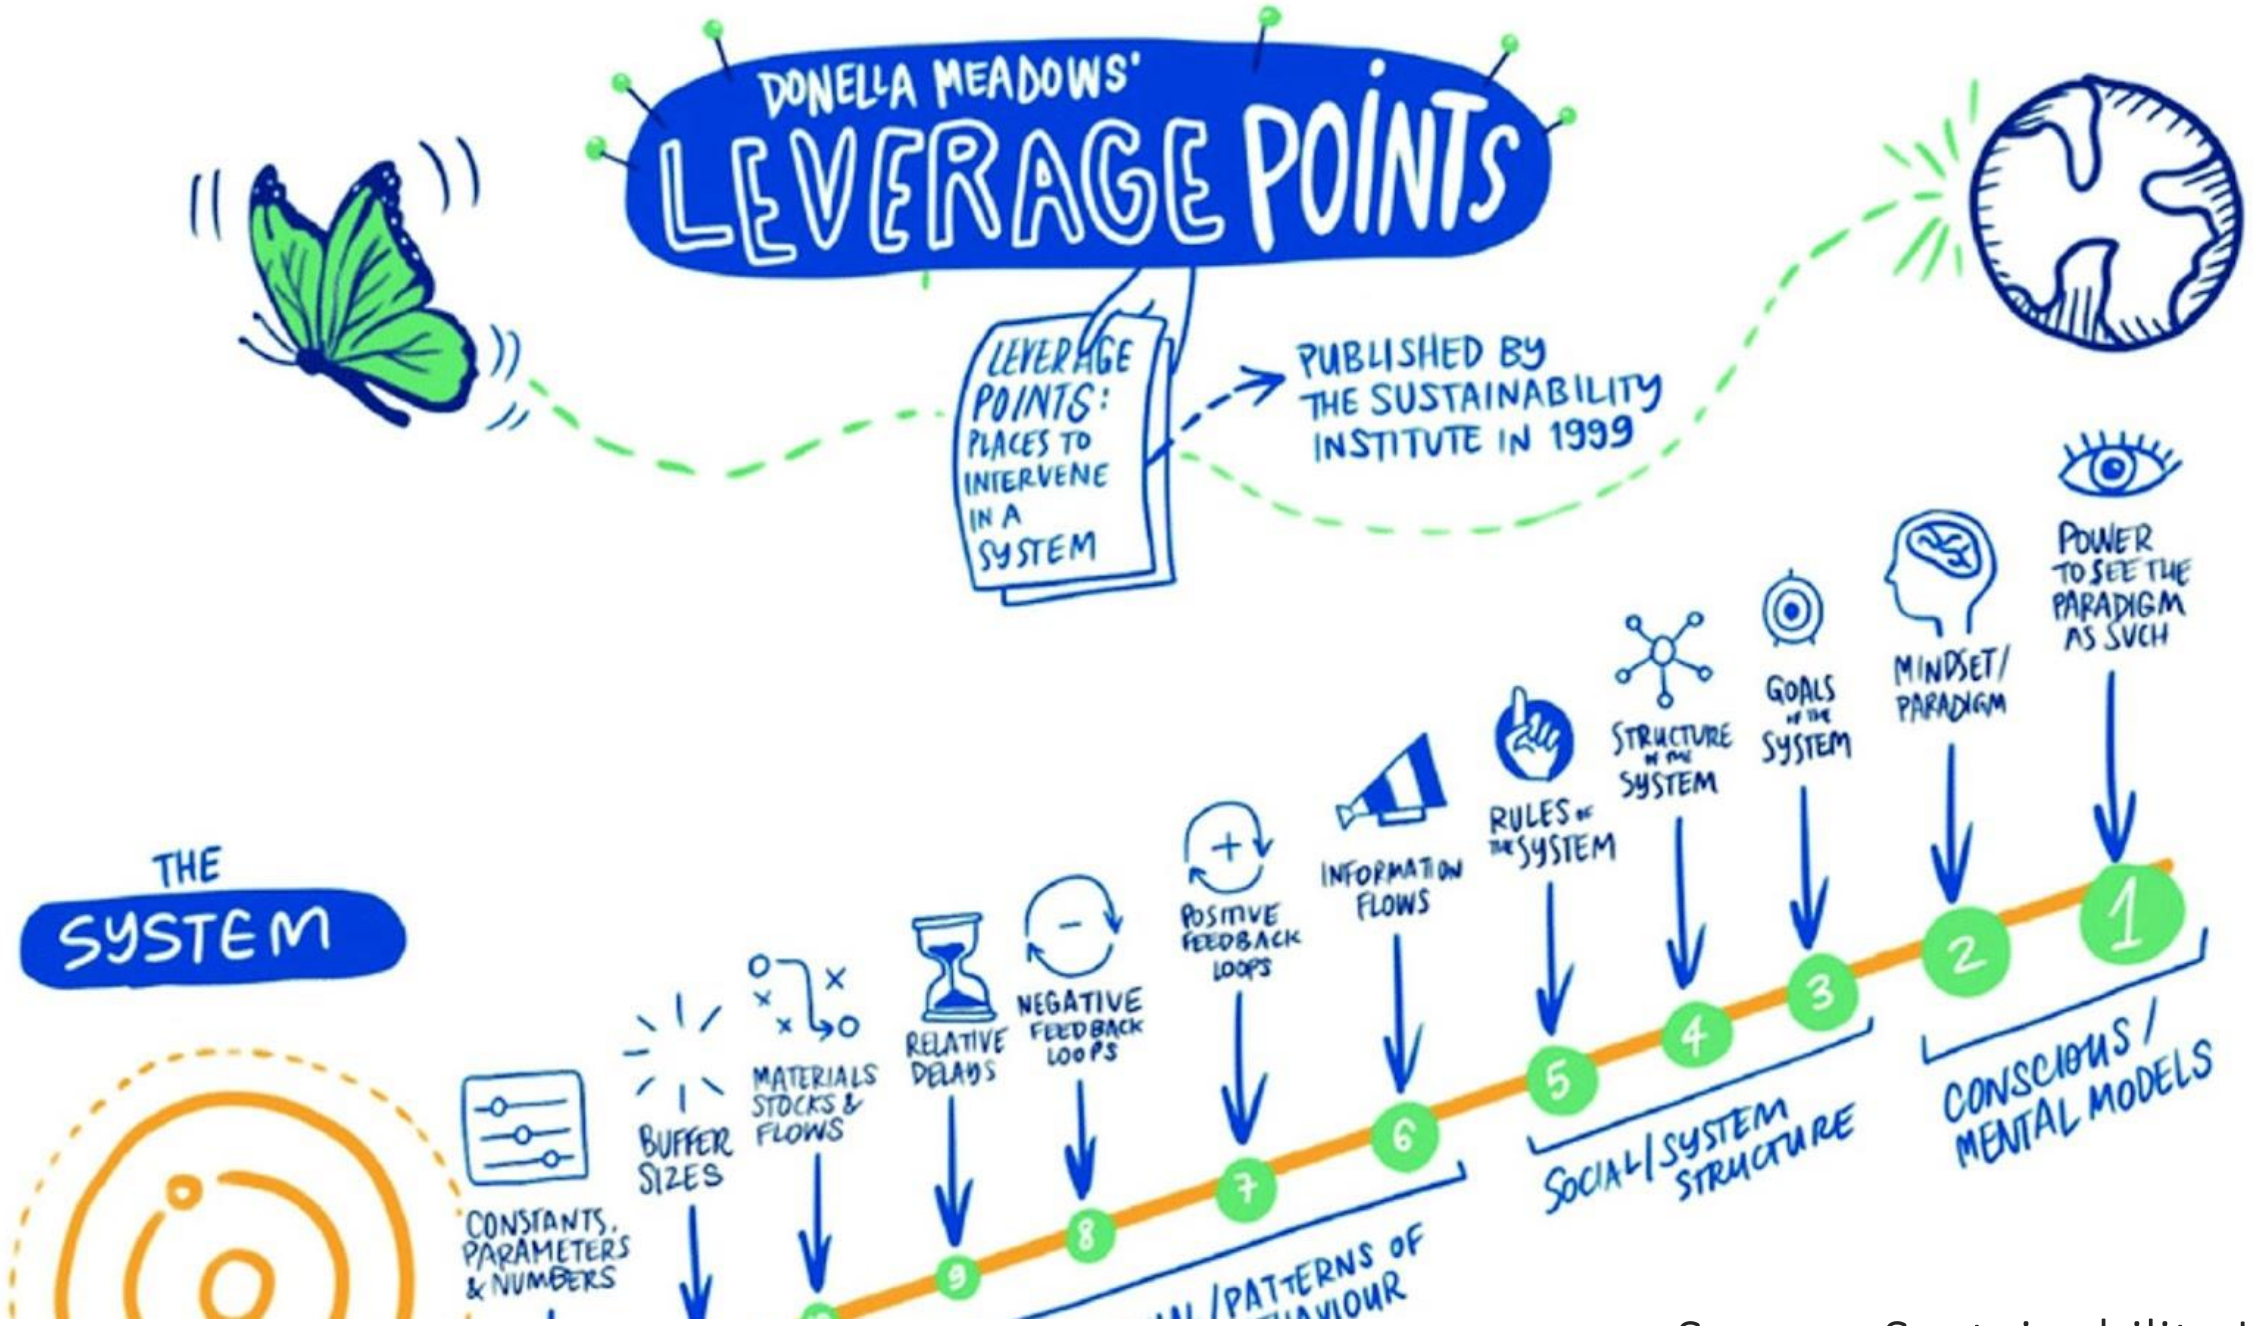 DONELLA MEADOWS'
LEVERAGE POINTS
LEVERAGE
POINTS:
PLACES TO
INTERVENE
IN A
SYSTEM
PUBLISHED BY
THE SUSTAINABILITY
INSTITUTE IN 1999
THE
SYSTEM
CONSTANTS,
PARAMETERS
& NUMBERS
BUFFER
SIZES
MATERIALS
STOCKS &
FLOWS
RELATIVE
DELAYS
NEGATIVE
FEEDBACK
LOOPS
POSITIVE
FEEDBACK
LOOPS
INFORMATION
FLOWS
RULES OF
THE SYSTEM
STRUCTURE
OF THE
SYSTEM
GOALS
OF THE
SYSTEM
MINDSET/
PARADIGM
POWER
TO SEE THE
PARADIGM
AS SUCH
9
8
7
6
5
4
3
2
1
/PATTERNS OF
SOCIAL/SYSTEM
STRUCTURE
CONSCIOUS/
MENTAL MODELS